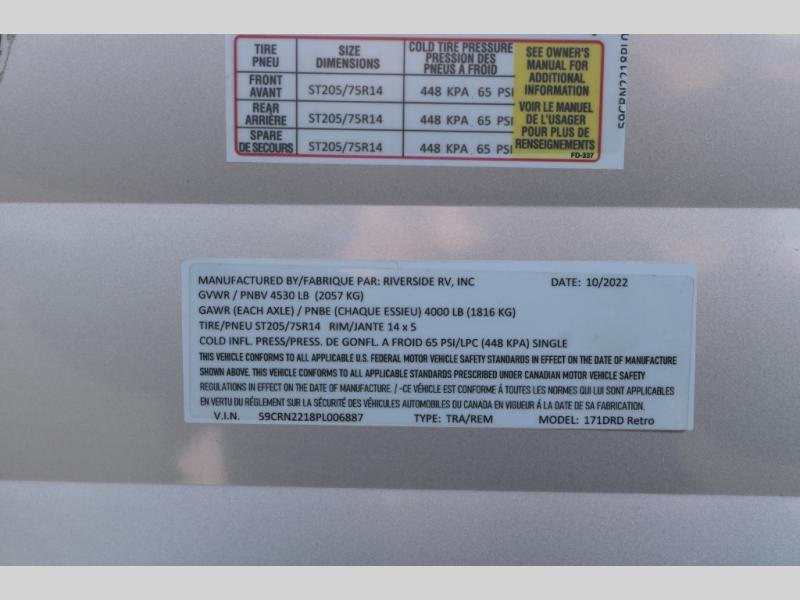 TIRE PNEU SIZE DIMENSIONS COLD TIRE PRESSURE PRESSION DES PNEUS A FROID
FRONT AVANT ST205/75R14 448 KPA 65 PSI
REAR ARRIÈRE ST205/75R14 448 KPA 65 PSI
SPARE DE SECOURS ST205/75R14 448 KPA 65 PSI
SEE OWNER'S
MANUAL FOR
ADDITIONAL
INFORMATION
VOIR LE MANUEL
DE L'USAGER
POUR PLUS DE
RENSEIGNEMENTS
FD-337
MANUFACTURED BY/FABRIQUE PAR: RIVERSIDE RV, INC DATE: 10/2022
GVWR / PNBV 4530 LB (2057 KG)
GAWR (EACH AXLE) / PNBE (CHAQUE ESSIEU) 4000 LB (1816 KG)
TIRE/PNEU ST205/75R14 RIM/JANTE 14 x 5
COLD INFL. PRESS/PRESS. DE GONFL. A FROID 65 PSI/LPC (448 KPA) SINGLE
THIS VEHICLE CONFORMS TO ALL APPLICABLE U.S. FEDERAL MOTOR VEHICLE SAFETY STANDARDS IN EFFECT ON THE DATE OF MANUFACTURE
SHOWN ABOVE. THIS VEHICLE CONFORMS TO ALL APPLICABLE STANDARDS PRESCRIBED UNDER CANADIAN MOTOR VEHICLE SAFETY
REGULATIONS IN EFFECT ON THE DATE OF MANUFACTURE. / -CE VÉHICLE EST CONFORME Á TOUTES LES NORMES QUI LUI SONT APPLICABLES
EN VERTU DU RÉGLEMENT SUR LA SÉCURITÉ DES VÉHICULES AUTOMOBILES DU CANADA EN VIGUEUR Á LA DATE DE SA FABRICATION.
V.I.N. 59CRN2218PL006887 TYPE: TRA/REM MODEL: 171DRD Retro